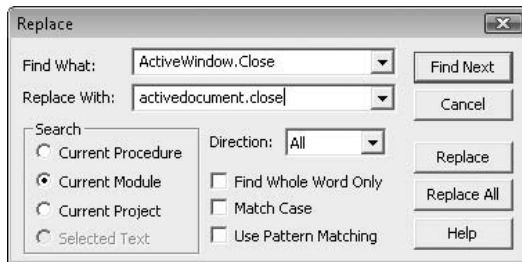 Replace
Find What: ActiveWindow.Close
Find Next
Replace With: activedocument.close
Cancel
Search
Direction: All
Current Procedure
Replace
Current Module
Find Whole Word Only
Replace All
Current Project
Match Case
Selected Text
Use Pattern Matching
Help